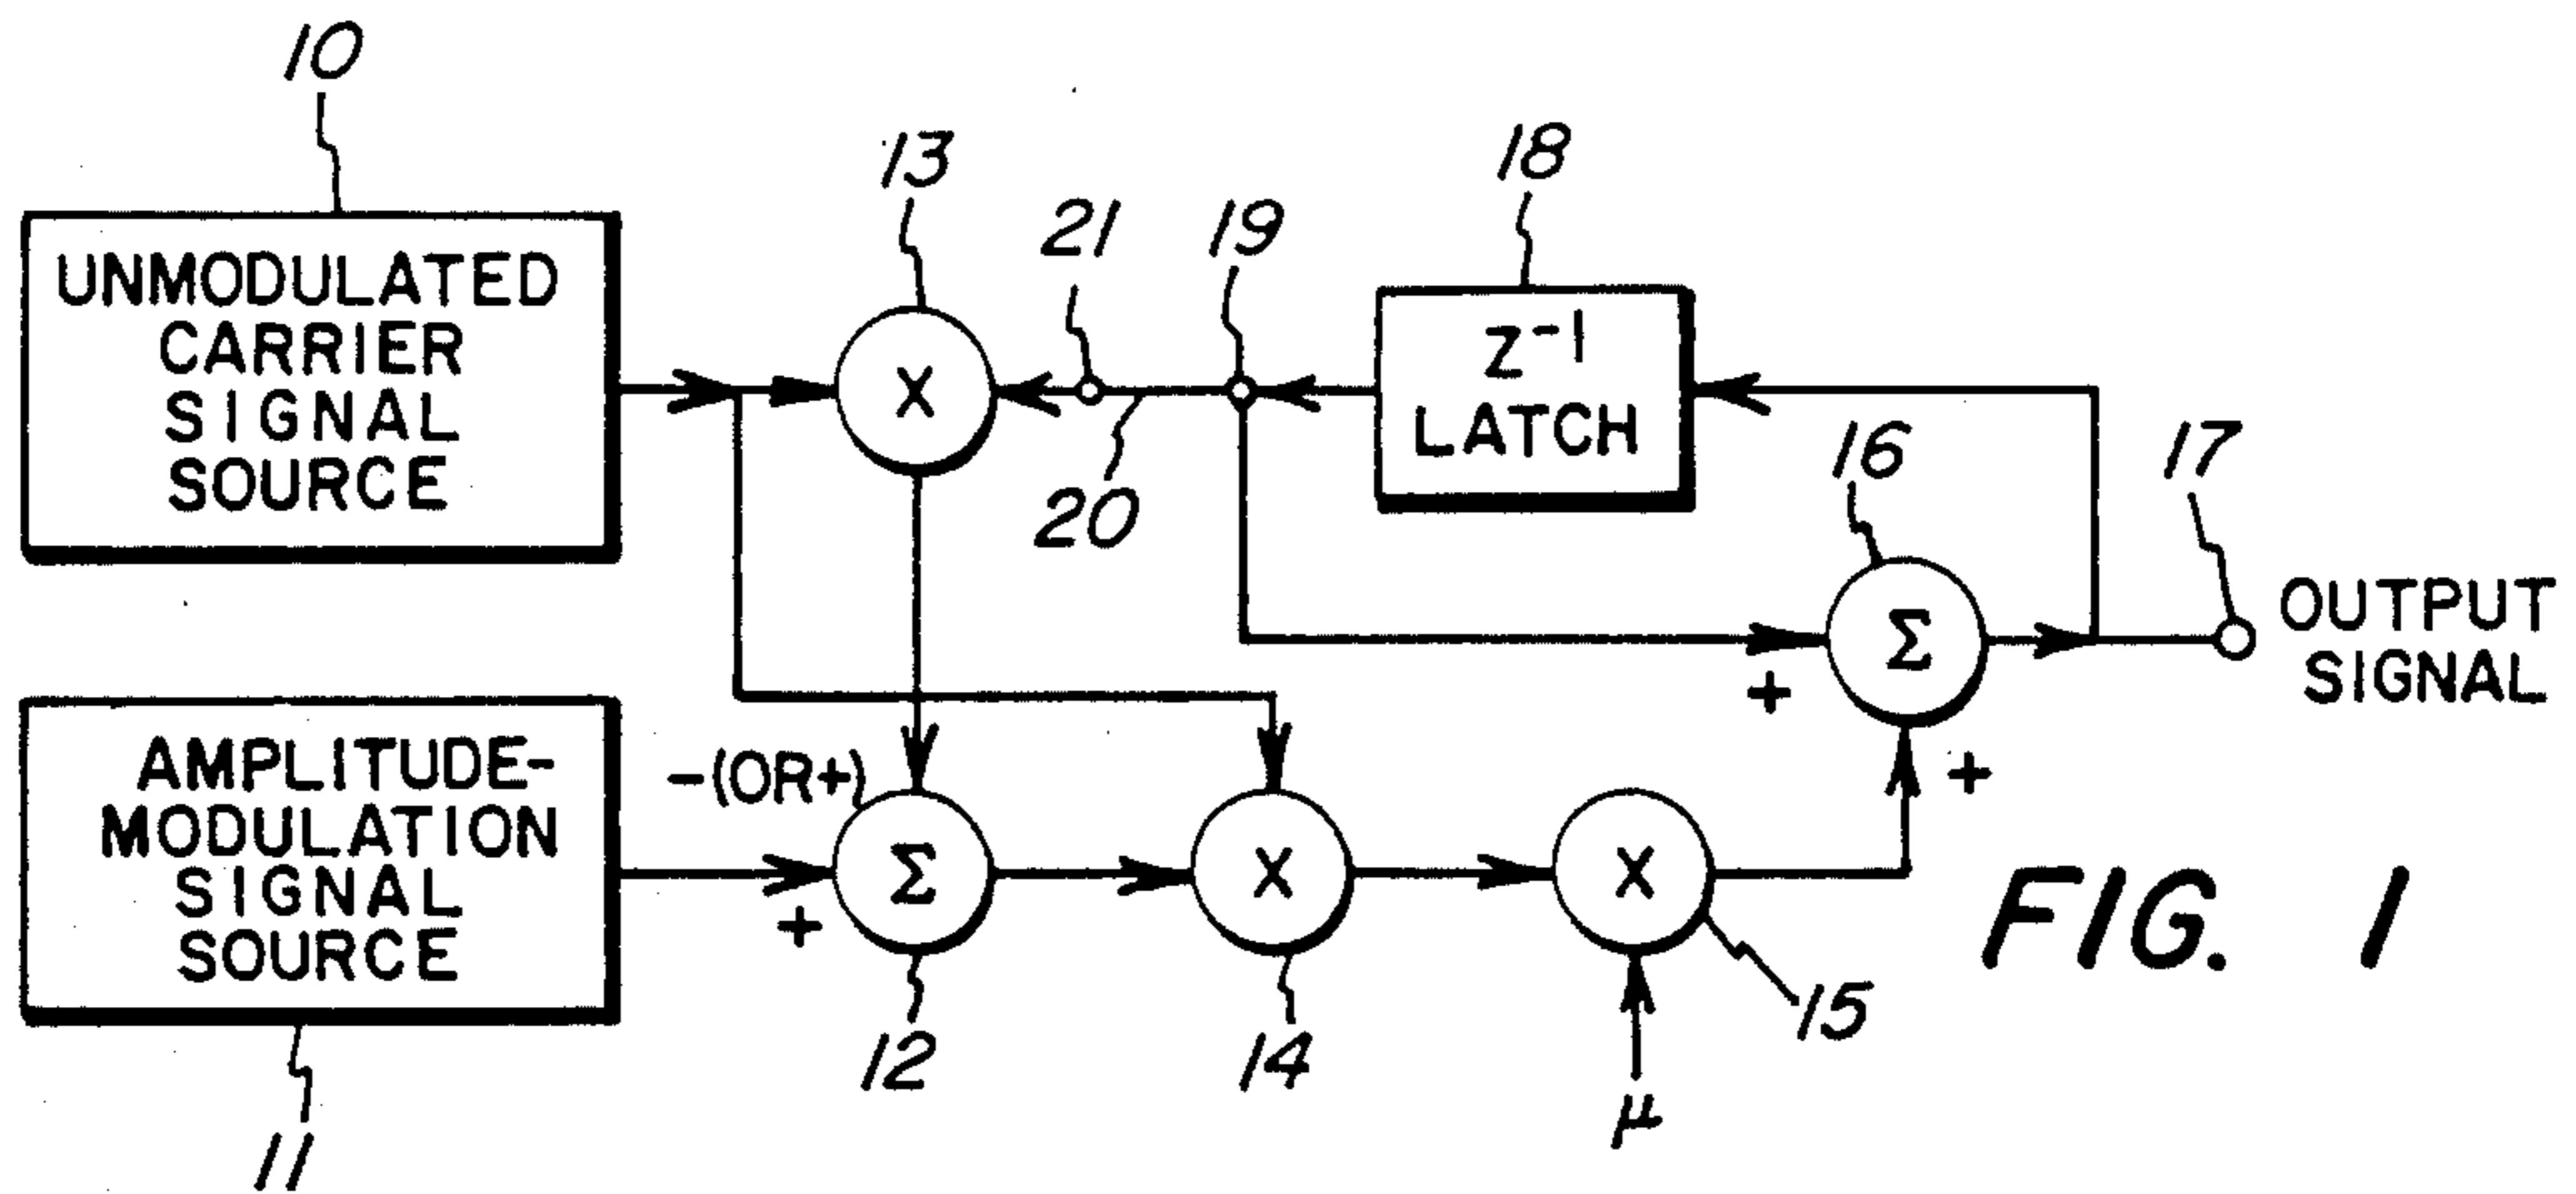 10
13
18
21
19
UNMODULATED
CARRIER
SIGNAL
SOURCE
X
Z⁻¹
LATCH
20
16
17
Σ
OUTPUT
SIGNAL
+
+
AMPLITUDE-
MODULATION
SIGNAL
SOURCE
-(OR+)
+
Σ
X
X
12
14
15
μ
11
FIG. 1